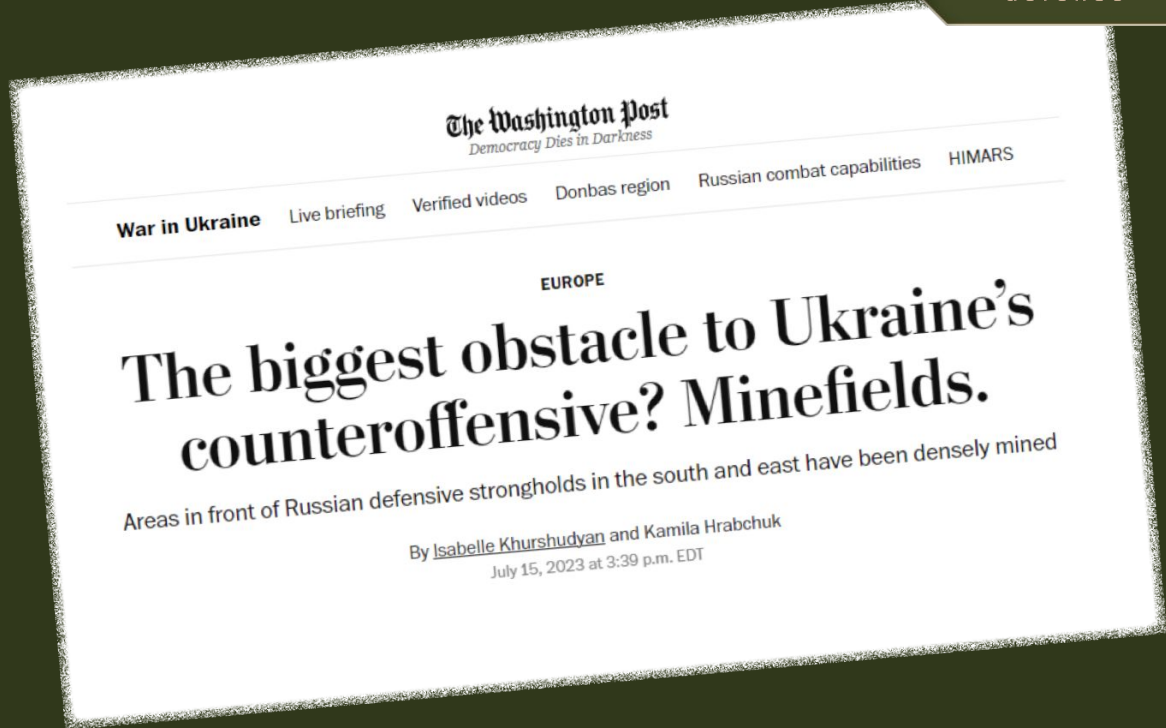 The Washington Post
Democracy Dies in Darkness
War in Ukraine Live briefing Verified videos Donbas region Russian combat capabilities HIMARS
EUROPE
The biggest obstacle to Ukraine’s
counteroffensive? Minefields.
Areas in front of Russian defensive strongholds in the south and east have been densely mined
By Isabelle Khurshudyan and Kamila Hrabchuk
July 15, 2023 at 3:39 p.m. EDT